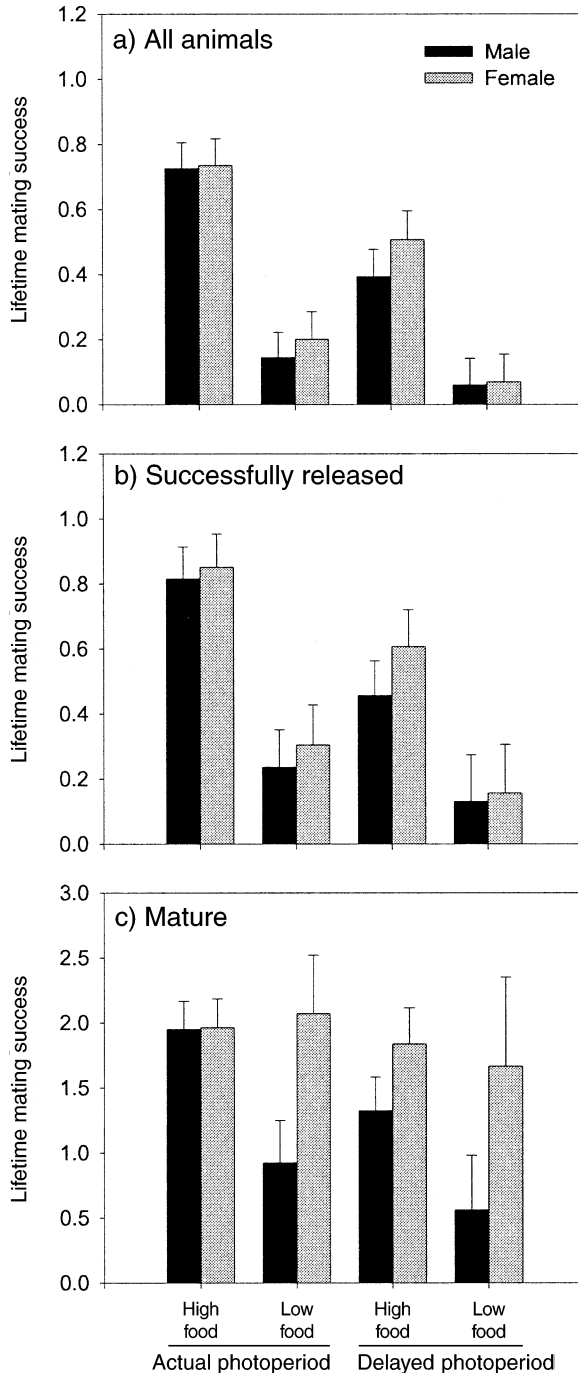 a) All animals
Male
Female
Lifetime mating success
1.2
1.0
0.8
0.6
0.4
0.2
0.0
b) Successfully released
Lifetime mating success
1.2
1.0
0.8
0.6
0.4
0.2
0.0
c) Mature
Lifetime mating success
3.0
2.5
2.0
1.5
1.0
0.5
0.0
High food
Low food
High food
Low food
Actual photoperiod
Delayed photoperiod